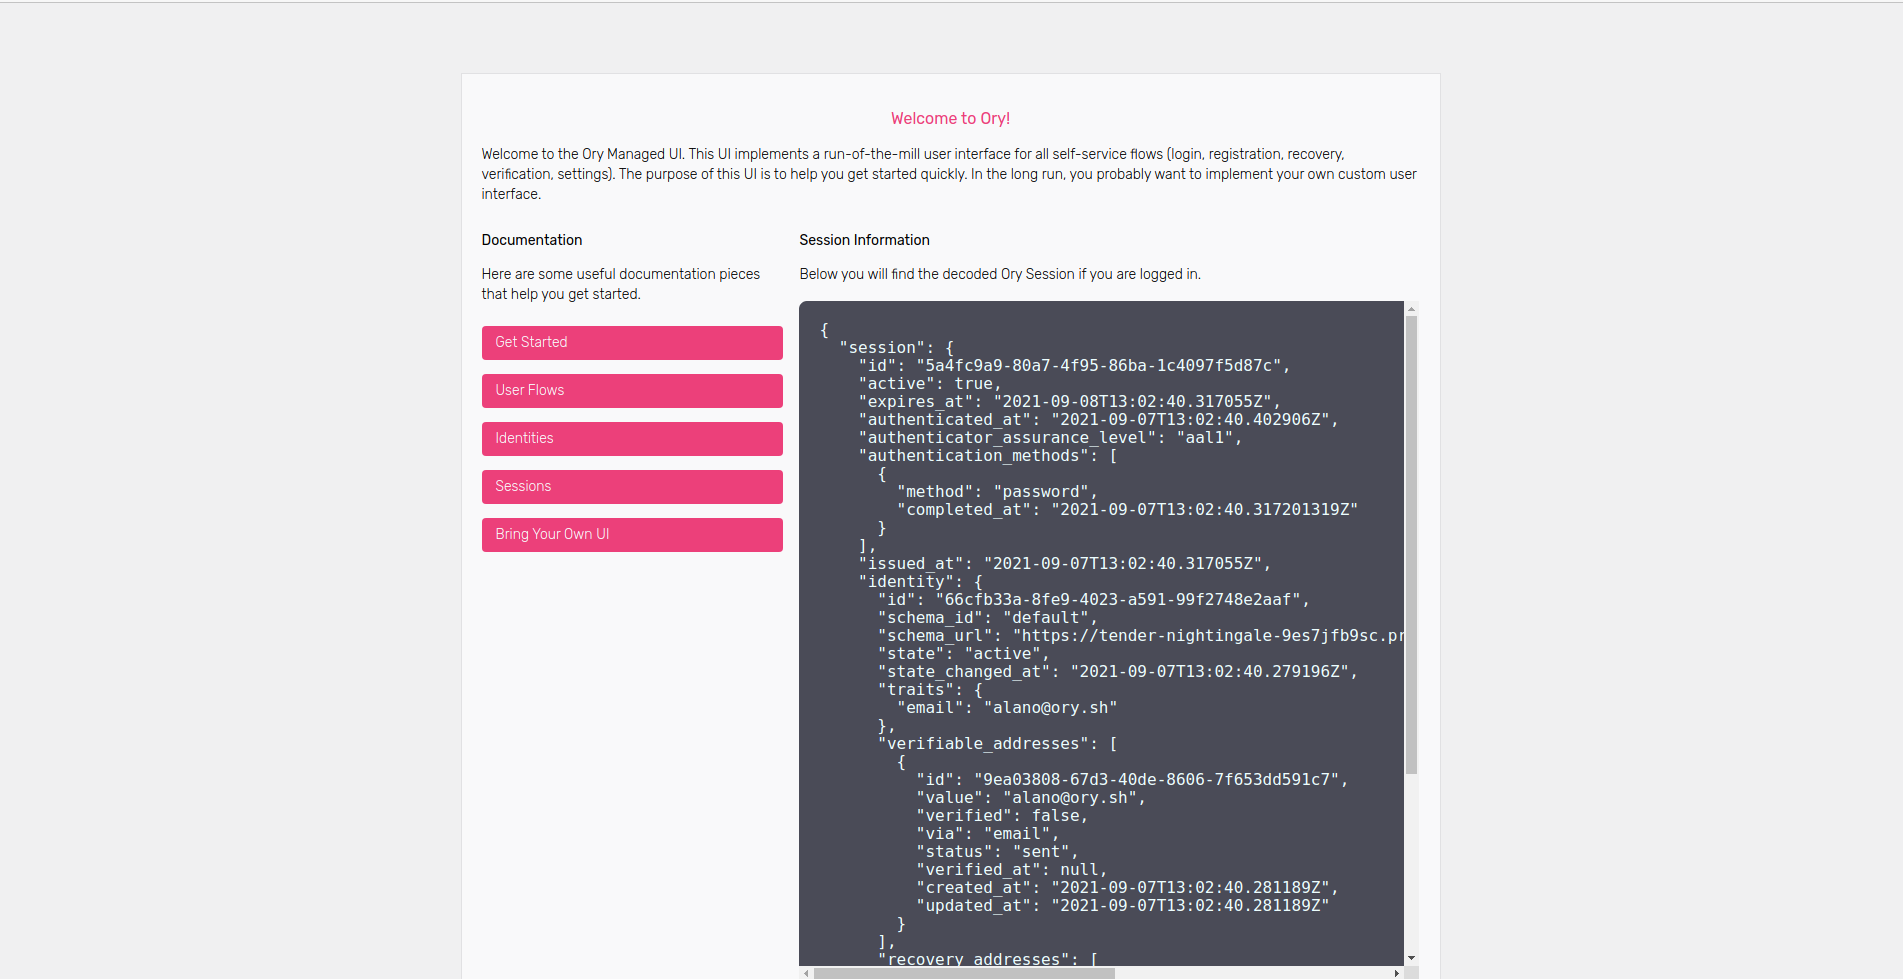 Welcome to Ory!
Welcome to the Ory Managed UI. This UI implements a run-of-the-mill user interface for all self-service flows (login, registration, recovery,
verification, settings). The purpose of this UI is to help you get started quickly. In the long run, you probably want to implement your own custom user
interface.
Documentation
Here are some useful documentation pieces
that help you get started.
Get Started
User Flows
Identities
Sessions
Bring Your Own UI
Session Information
Below you will find the decoded Ory Session if you are logged in.
{
  "session": {
    "id": "5a4fc9a9-80a7-4f95-86ba-1c4097f5d87c",
    "active": true,
    "expires_at": "2021-09-08T13:02:40.317055Z",
    "authenticated_at": "2021-09-07T13:02:40.402906Z",
    "authenticator_assurance_level": "aal1",
    "authentication_methods": [
      {
        "method": "password",
        "completed_at": "2021-09-07T13:02:40.317201319Z"
      }
    ],
    "issued_at": "2021-09-07T13:02:40.317055Z",
    "identity": {
      "id": "66cfb33a-8fe9-4023-a591-99f2748e2aaf",
      "schema_id": "default",
      "schema_url": "https://tender-nightingale-9es7jfb9sc.pr
      "state": "active",
      "state_changed_at": "2021-09-07T13:02:40.279196Z",
      "traits": {
        "email": "alano@ory.sh"
      },
      "verifiable_addresses": [
        {
          "id": "9ea03808-67d3-40de-8606-7f653dd591c7",
          "value": "alano@ory.sh",
          "verified": false,
          "via": "email",
          "status": "sent",
          "verified_at": null,
          "created_at": "2021-09-07T13:02:40.281189Z",
          "updated_at": "2021-09-07T13:02:40.281189Z"
        }
      ],
      "recovery_addresses": [